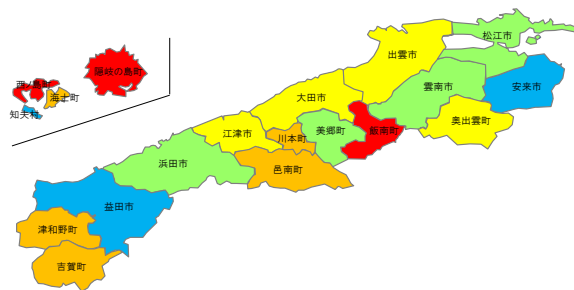 松江市
出雲市
隠岐の島町
西ノ島町
雲南市
安来市
海士町
大田市
知夫村
奥出雲町
江津市
美郷町
飯南町
川本町
浜田市
邑南町
益田市
津和野町
吉賀町